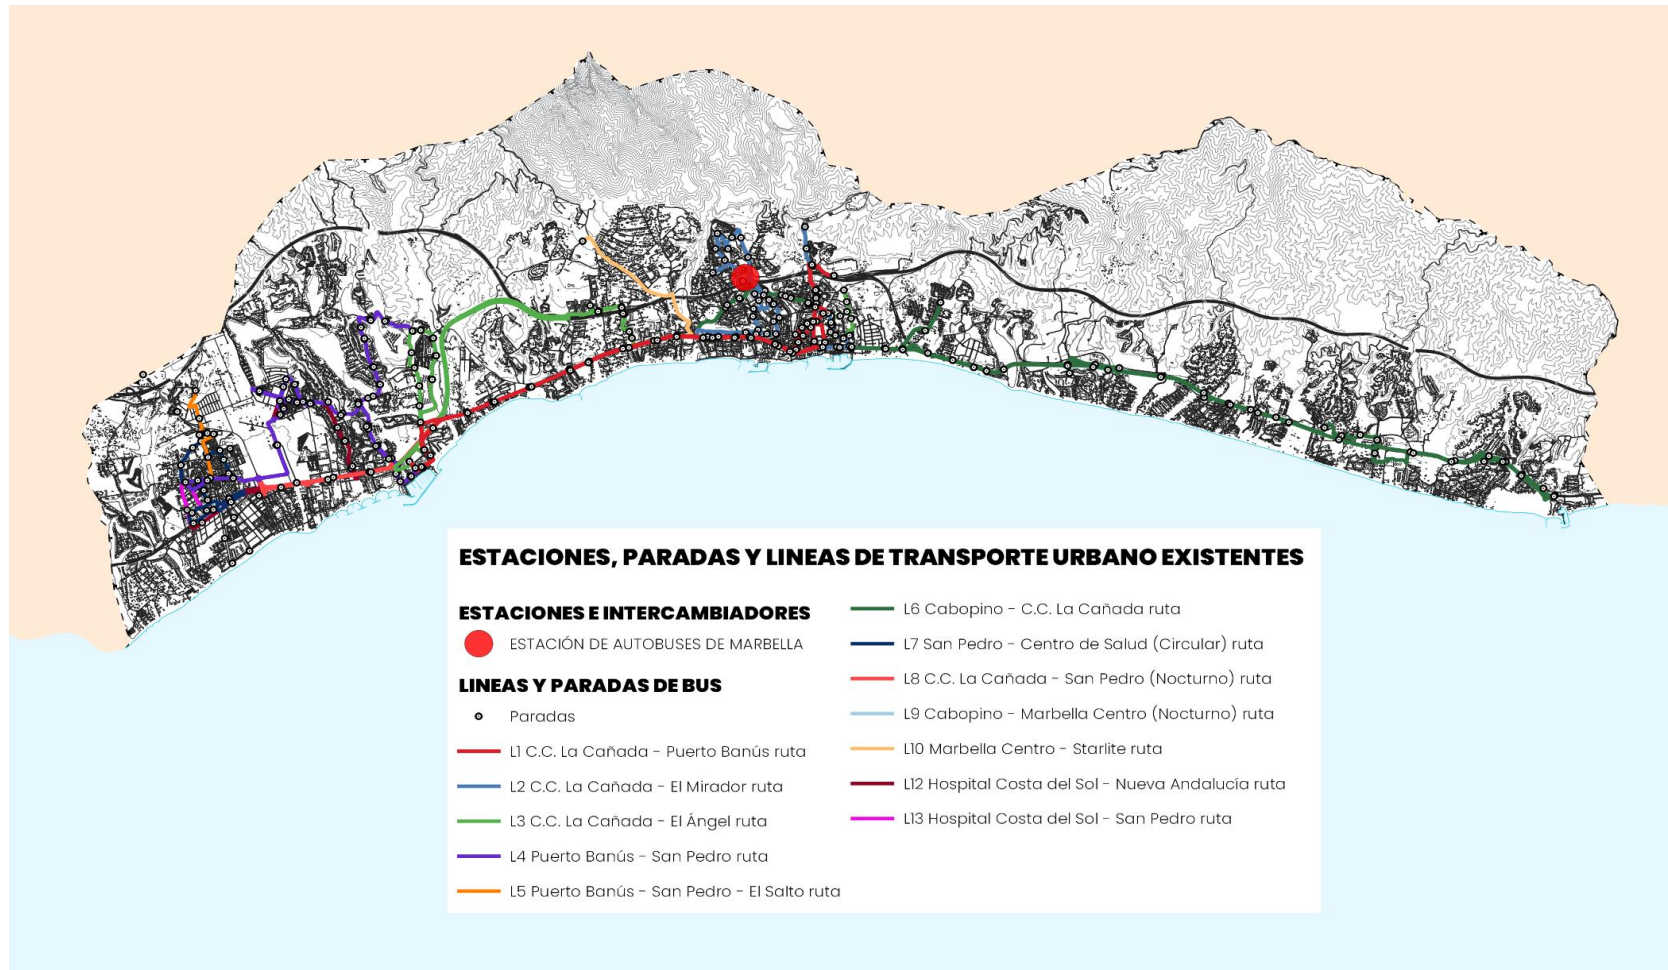 ESTACIONES, PARADAS Y LINEAS DE TRANSPORTE URBANO EXISTENTES
ESTACIONES E INTERCAMBIADORES
ESTACIÓN DE AUTOBUSES DE MARBELLA
LINEAS Y PARADAS DE BUS
Paradas
L1 C.C. La Cañada - Puerto Banús ruta
L2 C.C. La Cañada - El Mirador ruta
L3 C.C. La Cañada - El Ángel ruta
L4 Puerto Banús - San Pedro ruta
L5 Puerto Banús - San Pedro - El Salto ruta
L6 Cabopino - C.C. La Cañada ruta
L7 San Pedro - Centro de Salud (Circular) ruta
L8 C.C. La Cañada - San Pedro (Nocturno) ruta
L9 Cabopino - Marbella Centro (Nocturno) ruta
L10 Marbella Centro - Starlite ruta
L12 Hospital Costa del Sol - Nueva Andalucía ruta
L13 Hospital Costa del Sol - San Pedro ruta